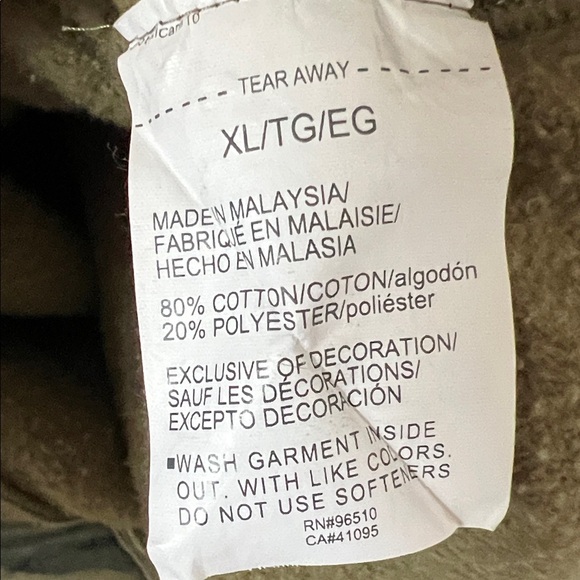 TEAR AWAY
XL/TG/EG
MADE IN MALAYSIA/
FABRIQUÉ EN MALAISIE/
HECHO EN MALASIA
80% COTTON/COTON/algodón
20% POLYESTER/poliéster
EXCLUSIVE OF DECORATION/
SAUF LES DÉCORATIONS/
EXCEPTO DECORACIÓN
■WASH GARMENT INSIDE
OUT. WITH LIKE COLORS.
DO NOT USE SOFTENERS
RN#96510
CA#41095